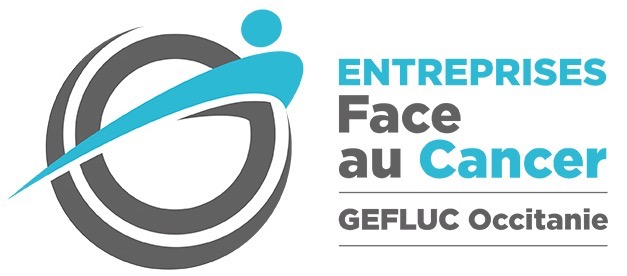 ENTREPRISES
Face
au Cancer
GEFLUC Occitanie